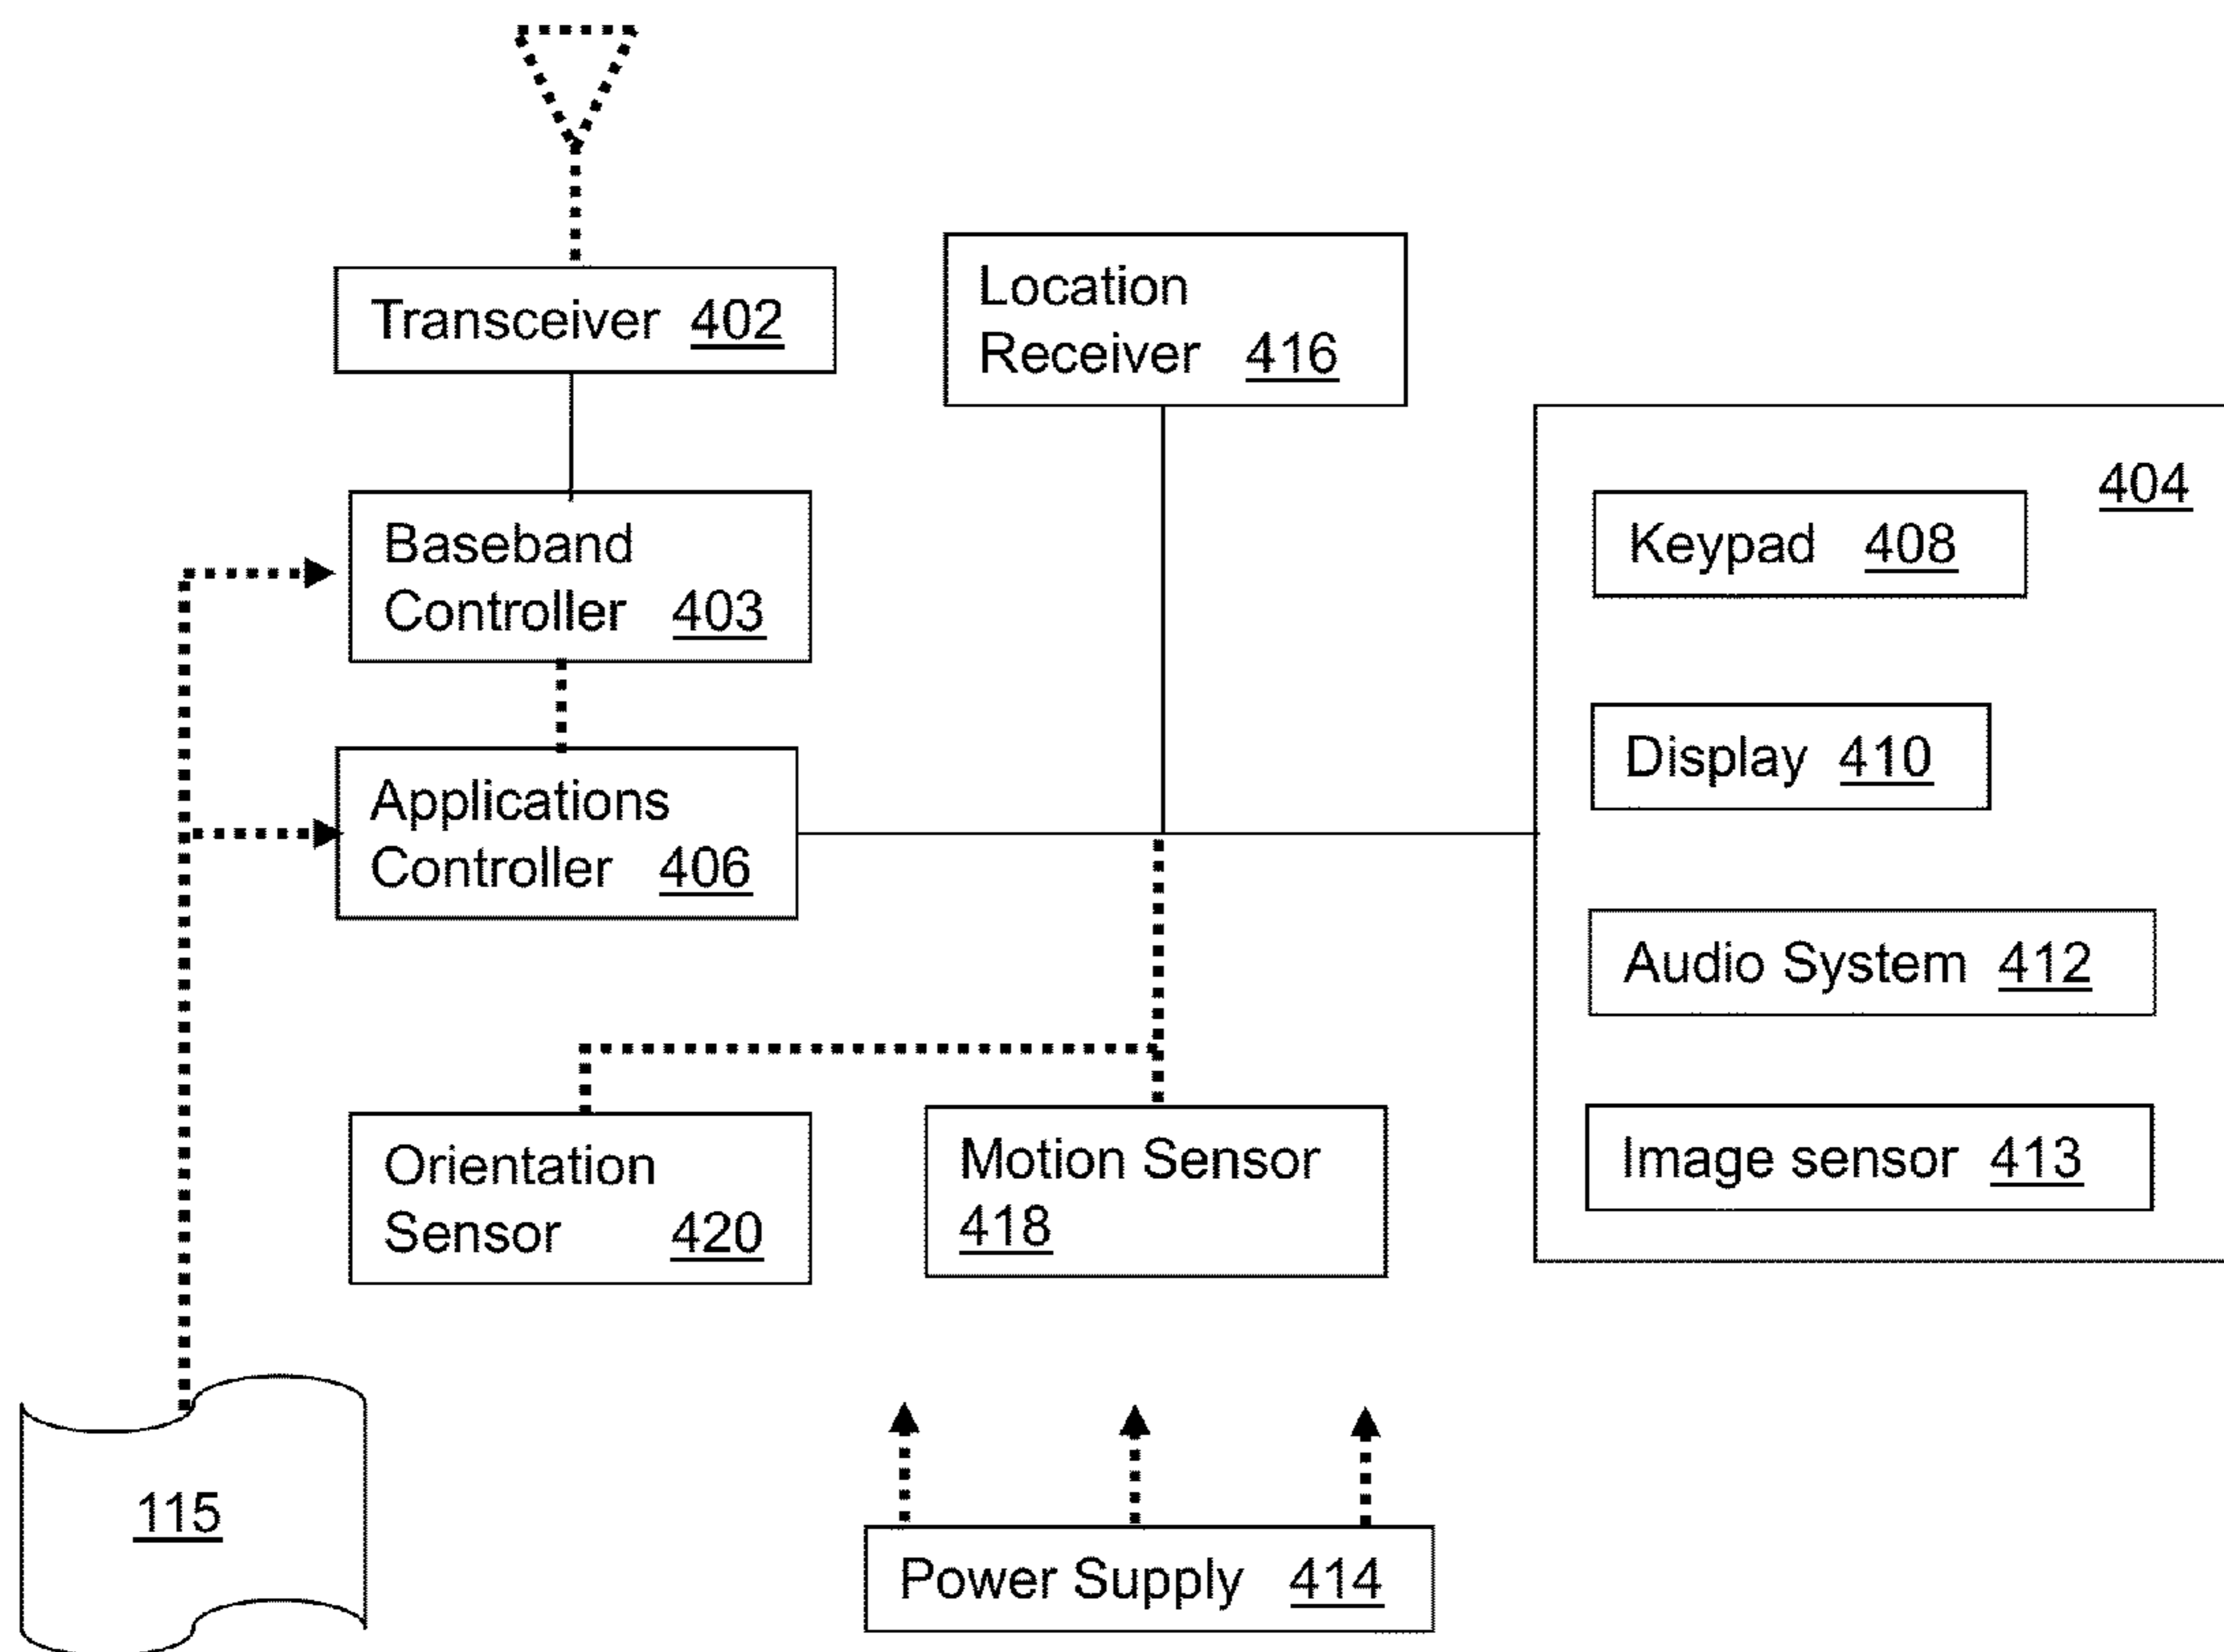 Transceiver 402
Location
Receiver 416
404
Keypad 408
Baseband
Controller 403
Display 410
Applications
Controller 406
Audio System 412
Orientation
Sensor 420
Motion Sensor
418
Image sensor 413
115
Power Supply 414